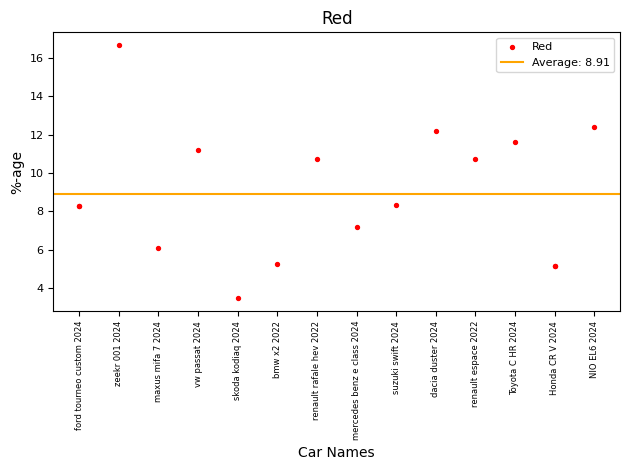 Red
%-age
16
14
12
10
8
6
4
Red
Average: 8.91
ford tourneo custom 2024
zeekr 001 2024
maxus mifa 7 2024
vw passat 2024
skoda kodiaq 2024
bmw x2 2022
renault rafale hev 2022
mercedes benz e class 2024
suzuki swift 2024
dacia duster 2024
renault espace 2022
Toyota C HR 2024
Honda CR V 2024
NIO EL6 2024
Car Names